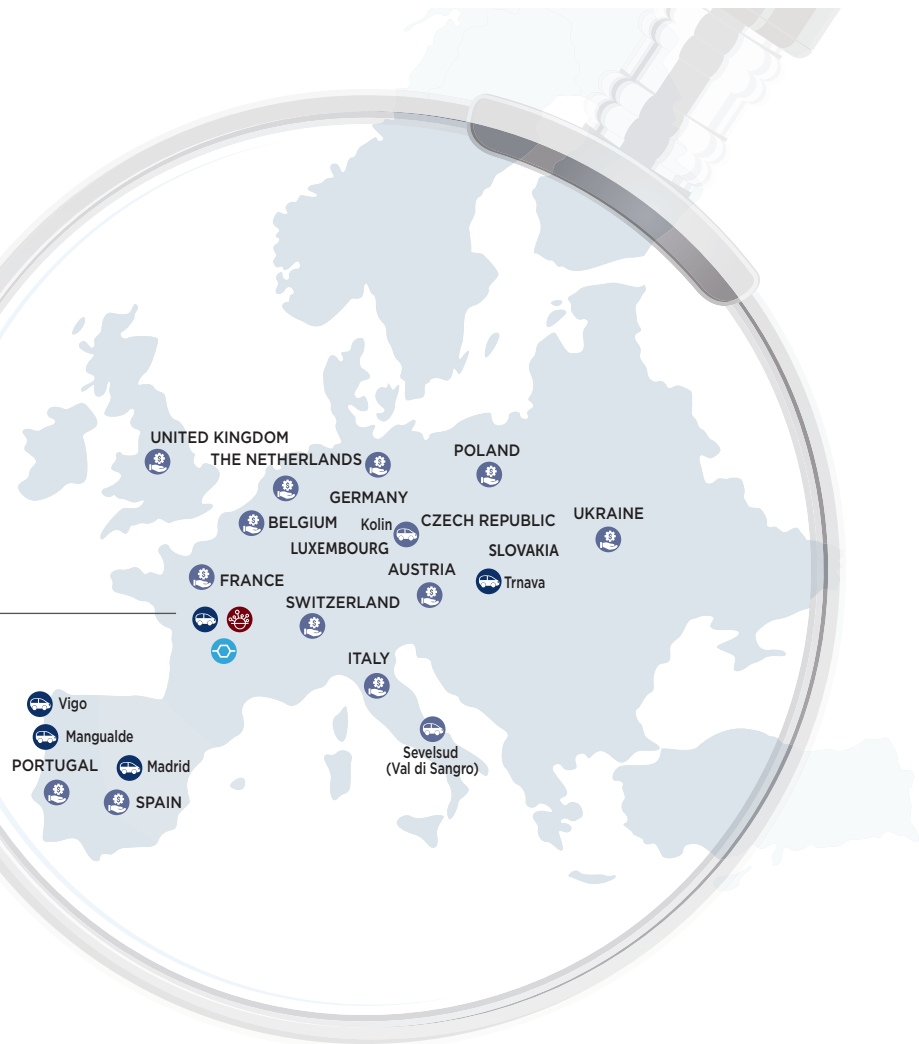 UNITED KINGDOM
THE NETHERLANDS
POLAND
GERMANY
BELGIUM
Kolin
CZECH REPUBLIC
UKRAINE
LUXEMBOURG
SLOVAKIA
AUSTRIA
FRANCE
Trnava
SWITZERLAND
ITALY
Vigo
Mangualde
Sevelsud
(Val di Sangro)
PORTUGAL
Madrid
SPAIN